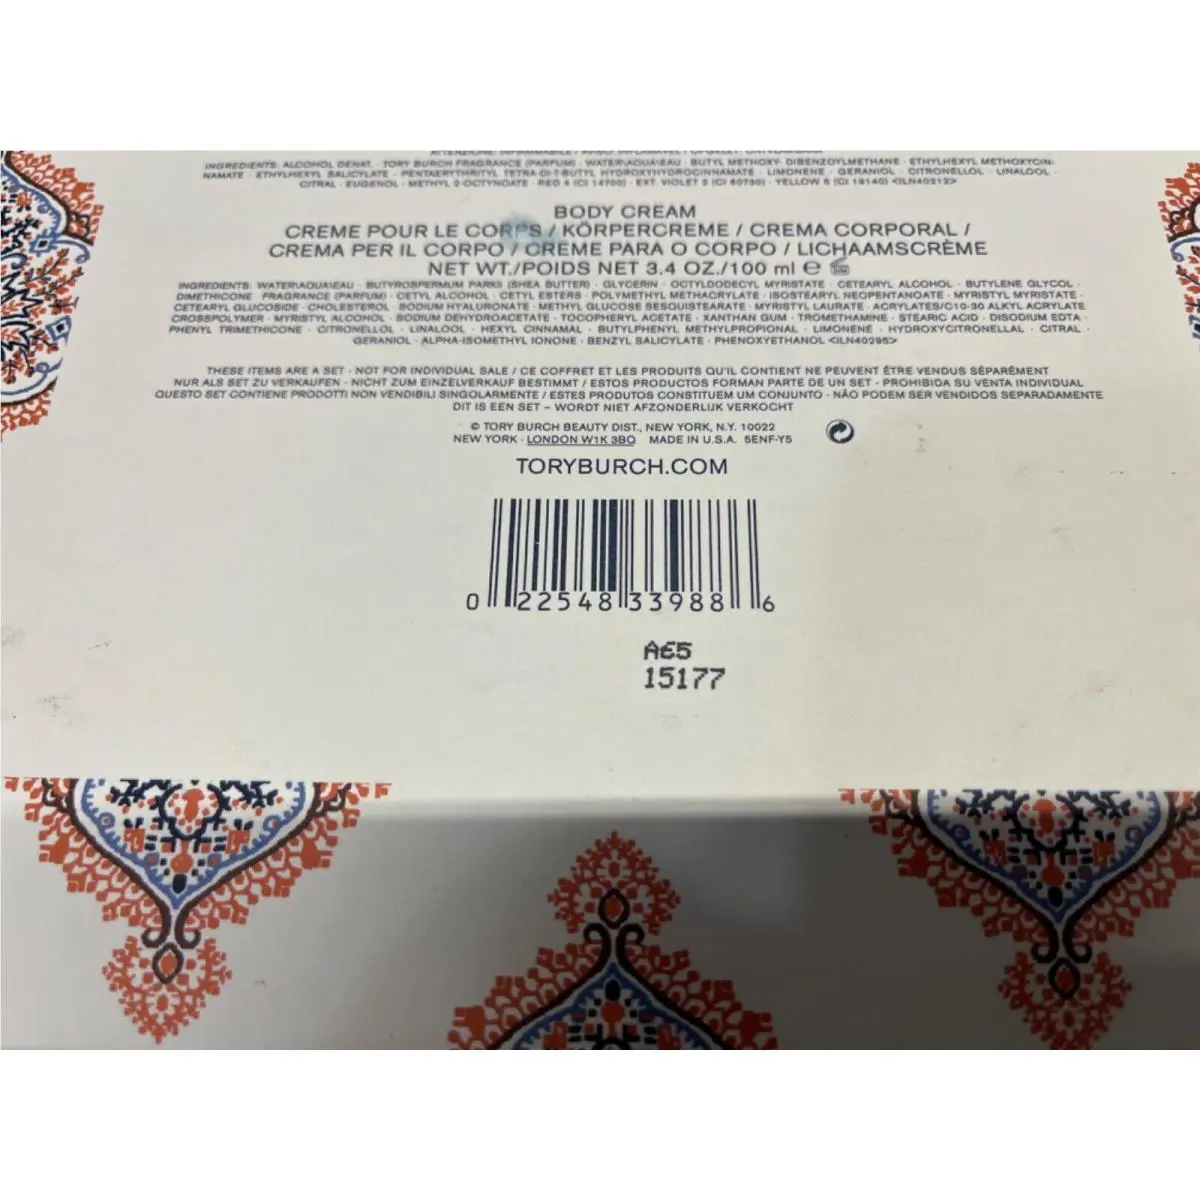 INGREDIENTS: ALCOHOL DENAT. · TORY BURCH FRAGRANCE (PARFUM) · WATER\AQUA\EAU · BUTYL METHOXY- DIBENZOYLMETHANE · ETHYLHEXYL METHOXYCIN-
NAMATE · ETHYLHEXYL SALICYLATE · PENTAERYTHRITYL TETRA-DI-T-BUTYL HYDROXYHYDROCINNAMATE · LIMONENE · GERANIOL · CITRONELLOL · LINALOOL ·
CITRAL · EUGENOL · METHYL 2-OCTYNOATE · RED 4 (CI 14700) · EXT. VIOLET 2 (CI 60730) · YELLOW 5 (CI 19140) <ILN40212>
BODY CREAM
CREME POUR LE CORPS / KÖRPERCREME / CREMA CORPORAL /
CREMA PER IL CORPO / CREME PARA O CORPO / LICHAAMSCRÈME
NET WT./POIDS NET 3.4 OZ./100 ml e
INGREDIENTS: WATER\AQUA\EAU · BUTYROSPERMUM PARKII (SHEA BUTTER) · GLYCERIN · OCTYLDODECYL MYRISTATE · CETEARYL ALCOHOL · BUTYLENE GLYCOL ·
DIMETHICONE · FRAGRANCE (PARFUM) · CETYL ALCOHOL · CETYL ESTERS · POLYMETHYL METHACRYLATE · ISOSTEARYL NEOPENTANOATE · MYRISTYL MYRISTATE ·
CETEARYL GLUCOSIDE · CHOLESTEROL · SODIUM HYALURONATE · METHYL GLUCOSE SESQUISTEARATE · MYRISTYL LAURATE · ACRYLATES/C10-30 ALKYL ACRYLATE
CROSSPOLYMER · MYRISTYL ALCOHOL · SODIUM DEHYDROACETATE · TOCOPHERYL ACETATE · XANTHAN GUM · TROMETHAMINE · STEARIC ACID · DISODIUM EDTA ·
PHENYL TRIMETHICONE · CITRONELLOL · LINALOOL · HEXYL CINNAMAL · BUTYLPHENYL METHYLPROPIONAL · LIMONENE · HYDROXYCITRONELLAL · CITRAL ·
GERANIOL · ALPHA-ISOMETHYL IONONE · BENZYL SALICYLATE · PHENOXYETHANOL <ILN40295>
THESE ITEMS ARE A SET · NOT FOR INDIVIDUAL SALE / CE COFFRET ET LES PRODUITS QU'IL CONTIENT NE PEUVENT ÊTRE VENDUS SÉPARÉMENT
NUR ALS SET ZU VERKAUFEN · NICHT ZUM EINZELVERKAUF BESTIMMT / ESTOS PRODUCTOS FORMAN PARTE DE UN SET · PROHIBIDA SU VENTA INDIVIDUAL
QUESTO SET CONTIENE PRODOTTI NON VENDIBILI SINGOLARMENTE / ESTES PRODUTOS CONSTITUEM UM CONJUNTO · NÃO PODEM SER VENDIDOS SEPARADAMENTE
DIT IS EEN SET – WORDT NIET AFZONDERLIJK VERKOCHT
© TORY BURCH BEAUTY DIST., NEW YORK, N.Y. 10022
NEW YORK · LONDON W1K 3BQ MADE IN U.S.A. 5ENF-Y5
TORYBURCH.COM
0 22548 33988 6
A65
15177